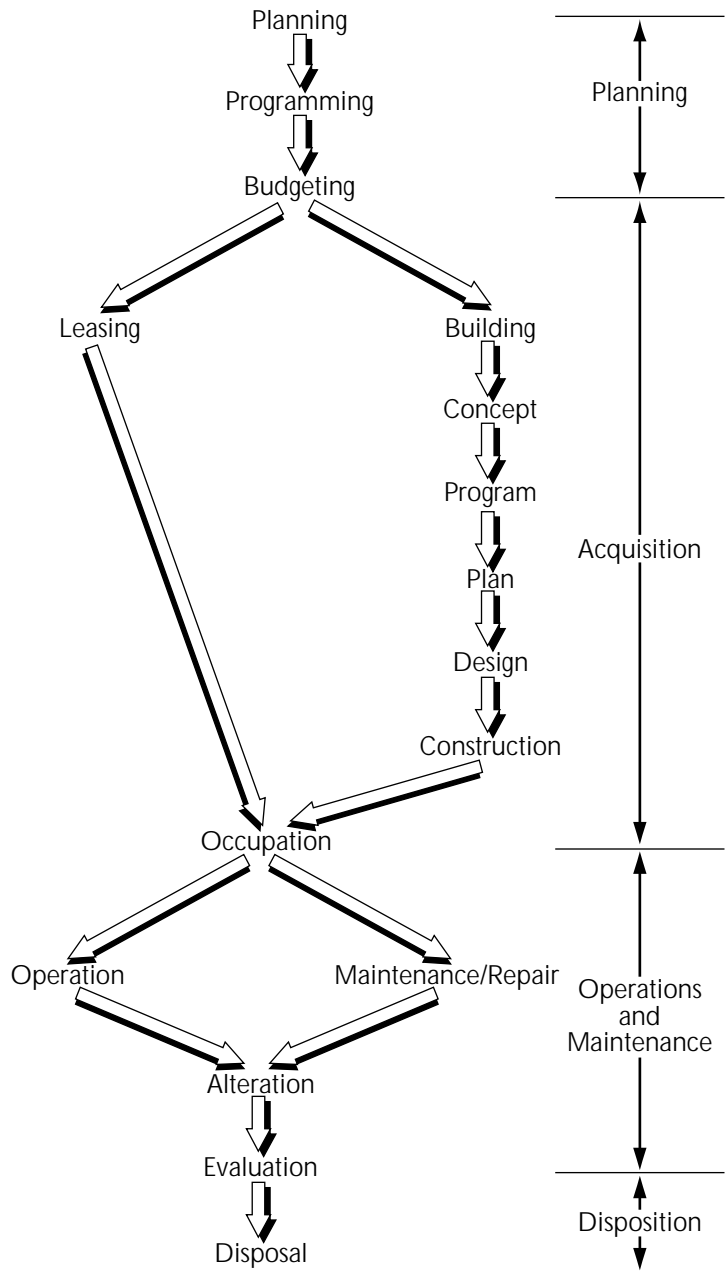 Planning
Programming
Planning
Budgeting
Leasing
Building
Concept
Program
Acquisition
Plan
Design
Construction
Occupation
Operation
Maintenance/Repair
Operations
and
Maintenance
Alteration
Evaluation
Disposition
Disposal